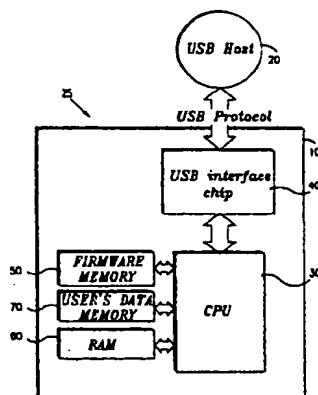 USB Host
20
25
USB Protocol
10
USB interface
chip
40
30
50
FIRMWARE
MEMORY
70
USER'S DATA
MEMORY
CPU
60
RAM